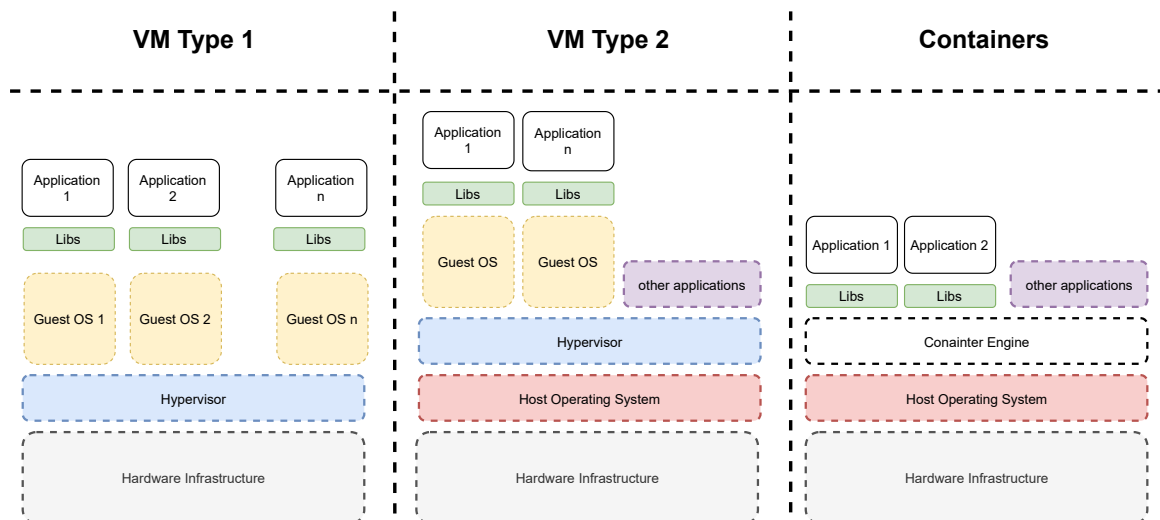 VM Type 1
Application
1
Application
2
Application
n
Libs
Libs
Libs
Guest OS 1
Guest OS 2
Guest OS n
Hypervisor
Hardware Infrastructure
VM Type 2
Application
1
Application
n
Libs
Libs
Guest OS
Guest OS
other applications
Hypervisor
Host Operating System
Hardware Infrastructure
Containers
Application 1
Application 2
Libs
Libs
other applications
Conainter Engine
Host Operating System
Hardware Infrastructure